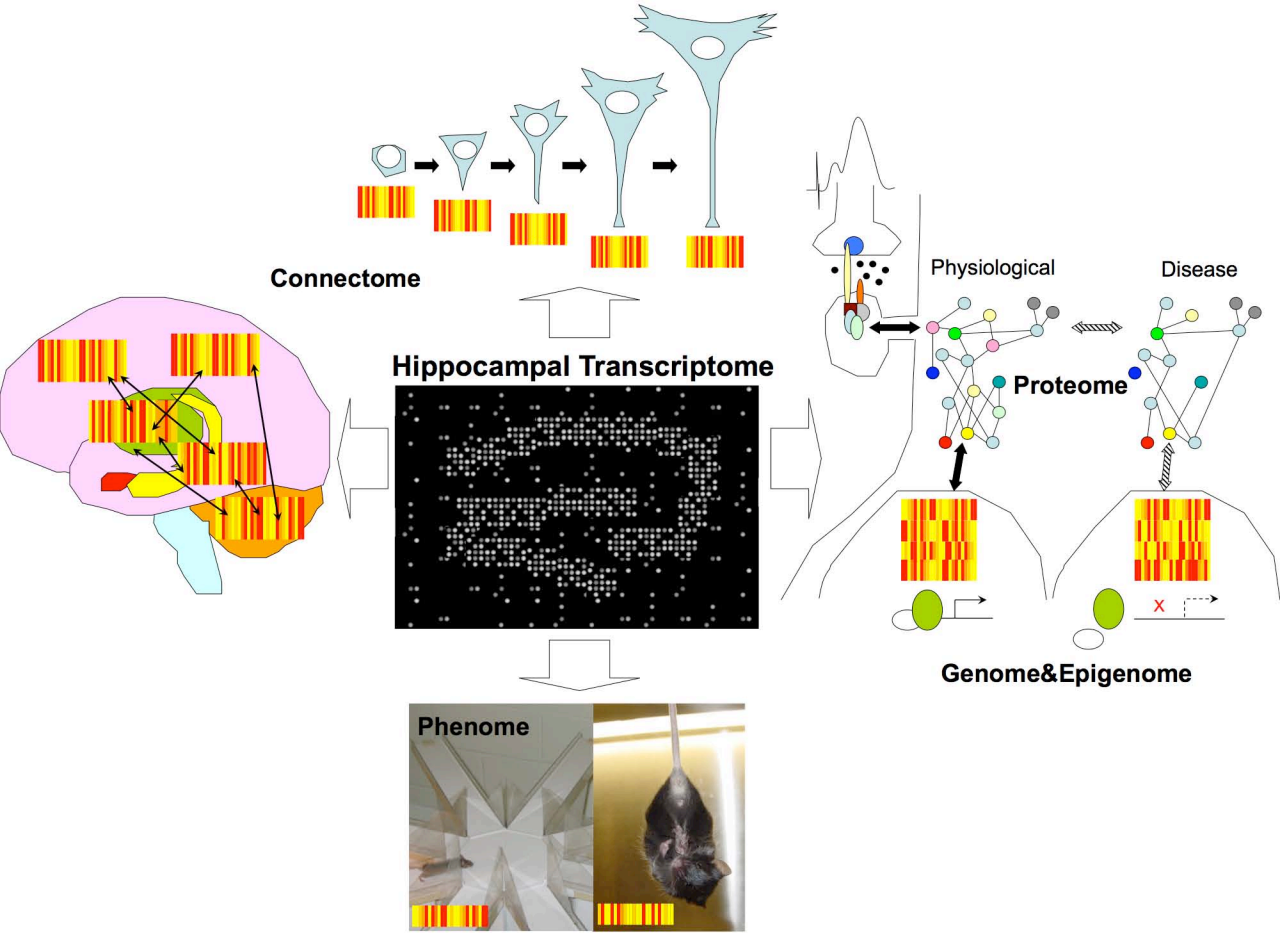 Connectome
Physiological
Disease
Hippocampal Transcriptome
Proteome
X
Genome&Epigenome
Phenome